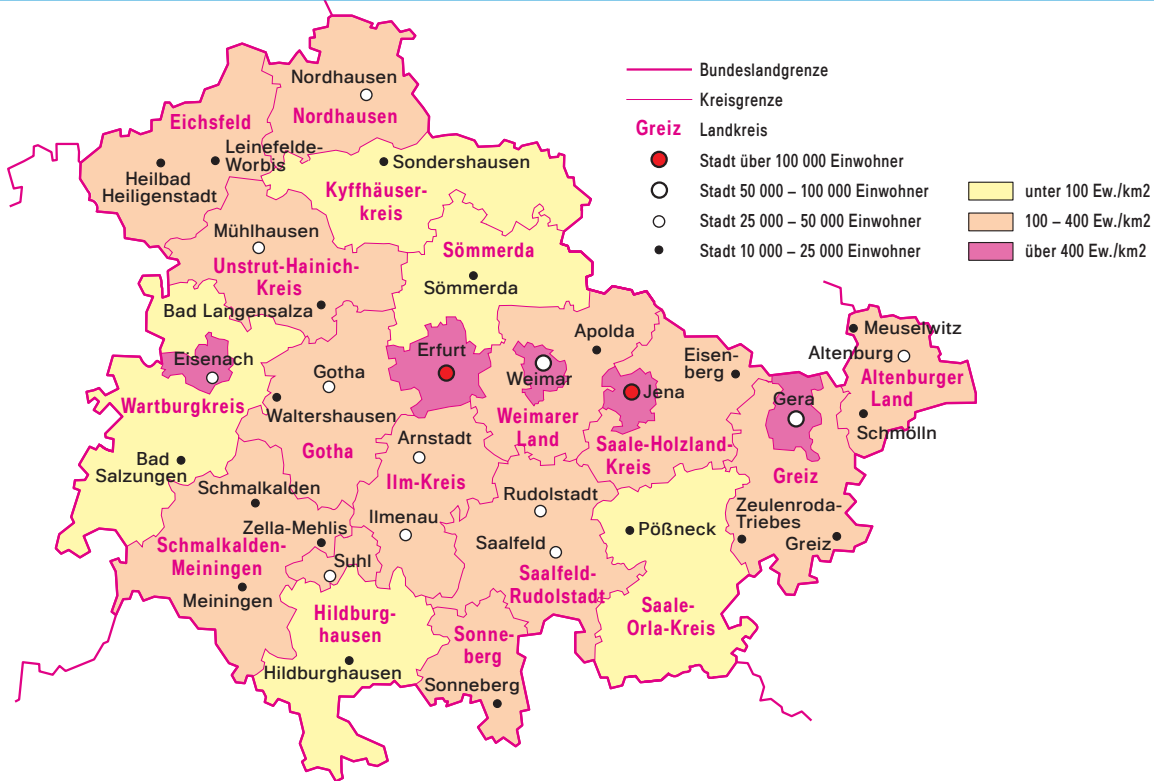 Bundeslandgrenze
Kreisgrenze
Greiz Landkreis
Stadt über 100 000 Einwohner
Stadt 50 000 – 100 000 Einwohner
Stadt 25 000 – 50 000 Einwohner
Stadt 10 000 – 25 000 Einwohner
unter 100 Ew./km2
100 – 400 Ew./km2
über 400 Ew./km2
Nordhausen
Nordhausen
Eichsfeld
Leinefelde-
Worbis
Heilbad
Heiligenstadt
Sondershausen
Kyffhäuser-
kreis
Mühlhausen
Unstrut-Hainich-
Kreis
Bad Langensalza
Sömmerda
Sömmerda
Eisenach
Wartburgkreis
Bad
Salzungen
Gotha
Waltershausen
Gotha
Erfurt
Weimar
Apolda
Weimarer
Land
Jena
Eisen-
berg
Saale-Holzland-
Kreis
Gera
Greiz
Zeulenroda-
Triebes
Greiz
Meuselwitz
Altenburg
Altenburger
Land
Schmölln
Arnstadt
Ilm-Kreis
Ilmenau
Schmalkalden
Zella-Mehlis
Schmalkalden-
Meiningen
Meiningen
Suhl
Hildburg-
hausen
Hildburghausen
Sonne-
berg
Sonneberg
Rudolstadt
Saalfeld
Saalfeld-
Rudolstadt
Pößneck
Saale-
Orla-Kreis